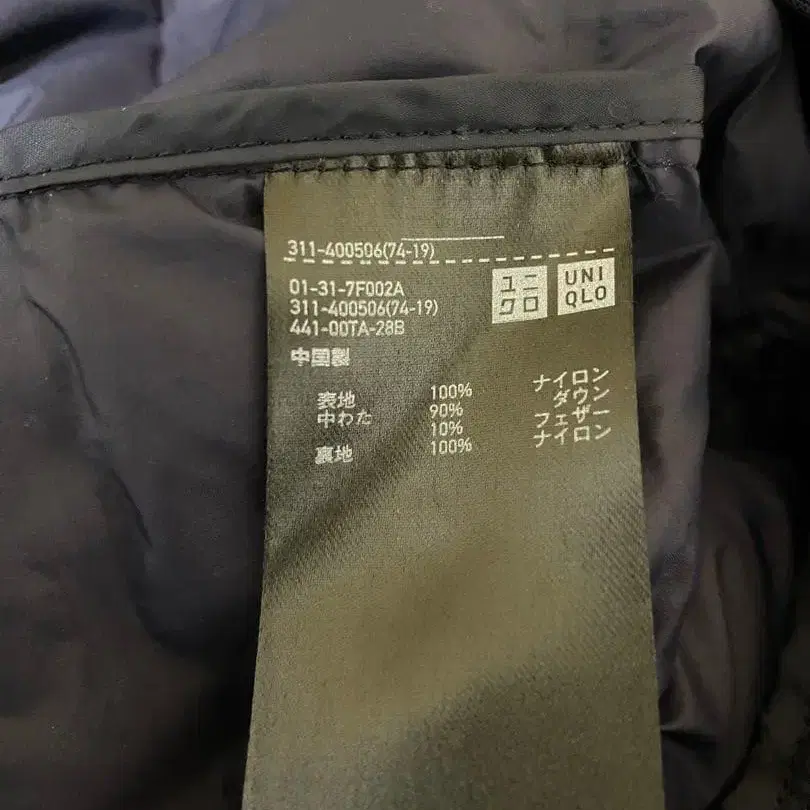 311-400506(74-19)
01-31-7F002A
311-400506(74-19)
441-00TA-28B
中国製
ユニ
クロ
UNI
QLO
表地 100% ナイロン
中わた 90% ダウン
10% フェザー
裏地 100% ナイロン